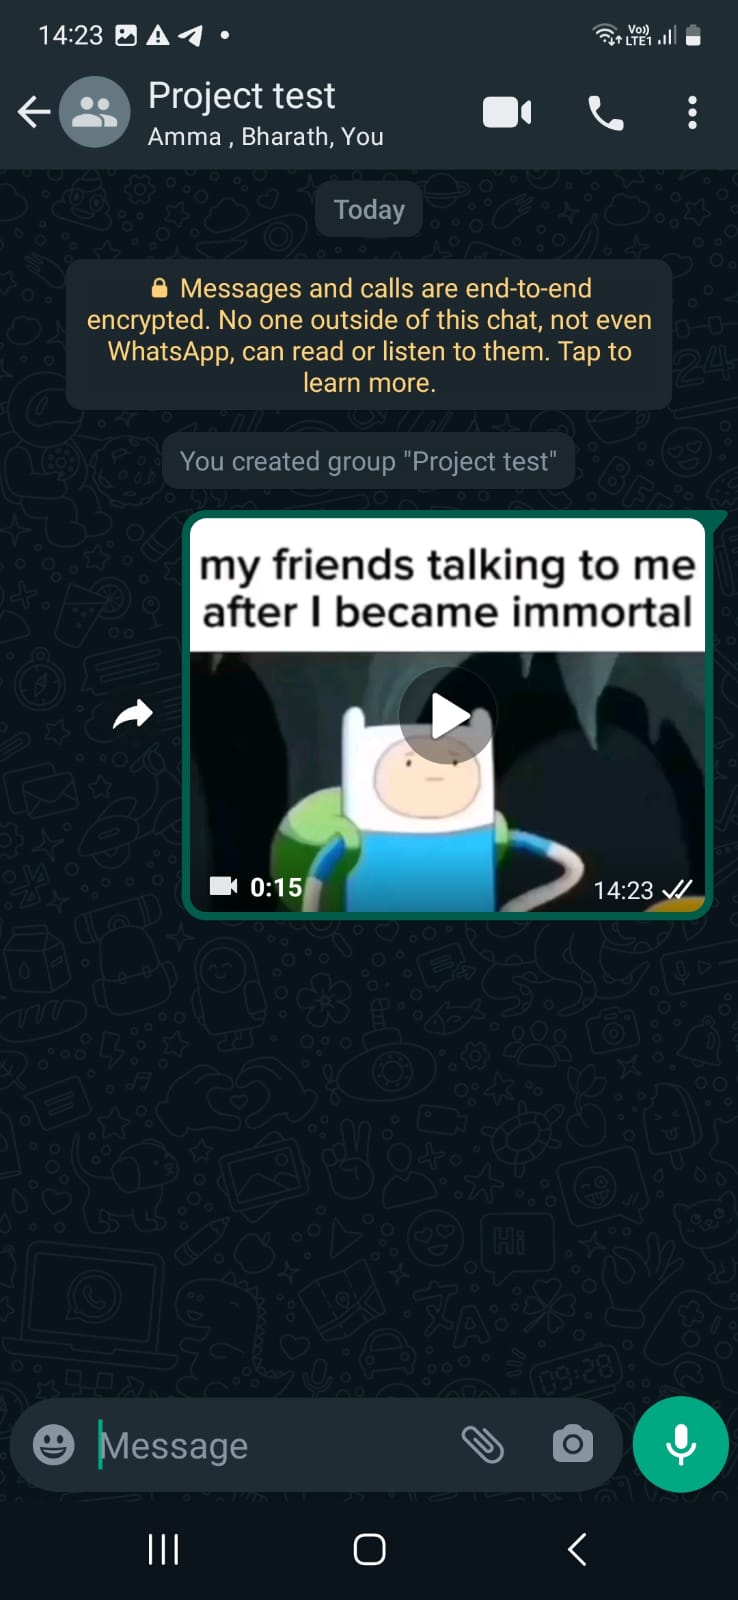 14:23
Vo))
LTE1
Project test
Amma , Bharath, You
Today
Messages and calls are end-to-end
encrypted. No one outside of this chat, not even
WhatsApp, can read or listen to them. Tap to
learn more.
You created group "Project test"
my friends talking to me
after I became immortal
0:15
14:23
Message